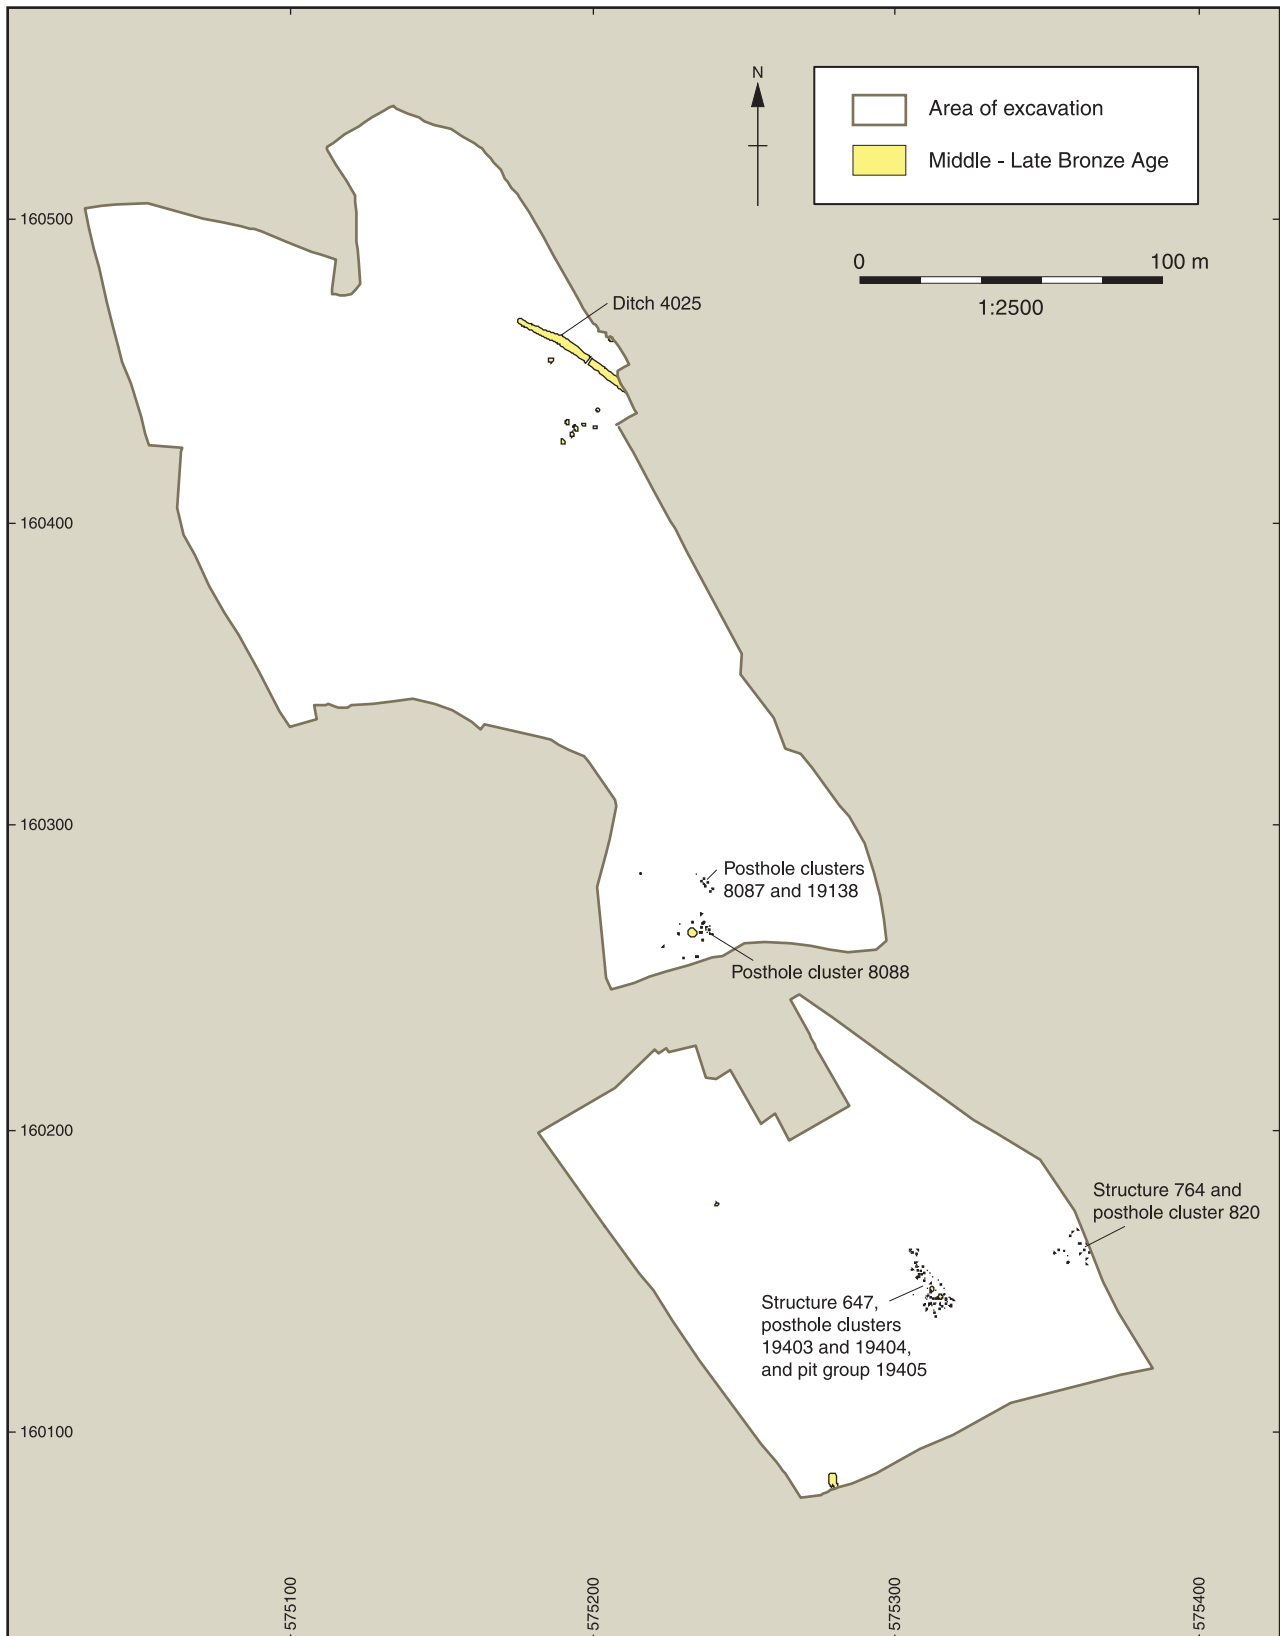 N
Area of excavation
Middle - Late Bronze Age
0 100 m
1:2500
160500
Ditch 4025
160400
160300
Posthole clusters
8087 and 19138
Posthole cluster 8088
160200
Structure 764 and
posthole cluster 820
Structure 647,
posthole clusters
19403 and 19404,
and pit group 19405
160100
575100
575200
575300
575400